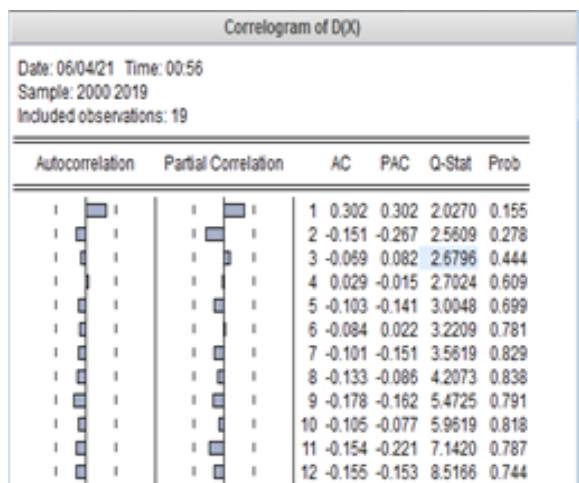 Correlogram of D(X)
Date: 06/04/21 Time: 00:56
Sample: 2000 2019
Included observations: 19
Autocorrelation Partial Correlation AC PAC Q-Stat Prob
1 0.302 0.302 2.0270 0.155
2 -0.151 -0.267 2.5609 0.278
3 -0.069 0.082 2.6796 0.444
4 0.029 -0.015 2.7024 0.609
5 -0.103 -0.141 3.0048 0.699
6 -0.084 0.022 3.2209 0.781
7 -0.101 -0.151 3.5619 0.829
8 -0.133 -0.086 4.2073 0.838
9 -0.178 -0.162 5.4725 0.791
10 -0.105 -0.077 5.9619 0.818
11 -0.154 -0.221 7.1420 0.787
12 -0.155 -0.153 8.5166 0.744